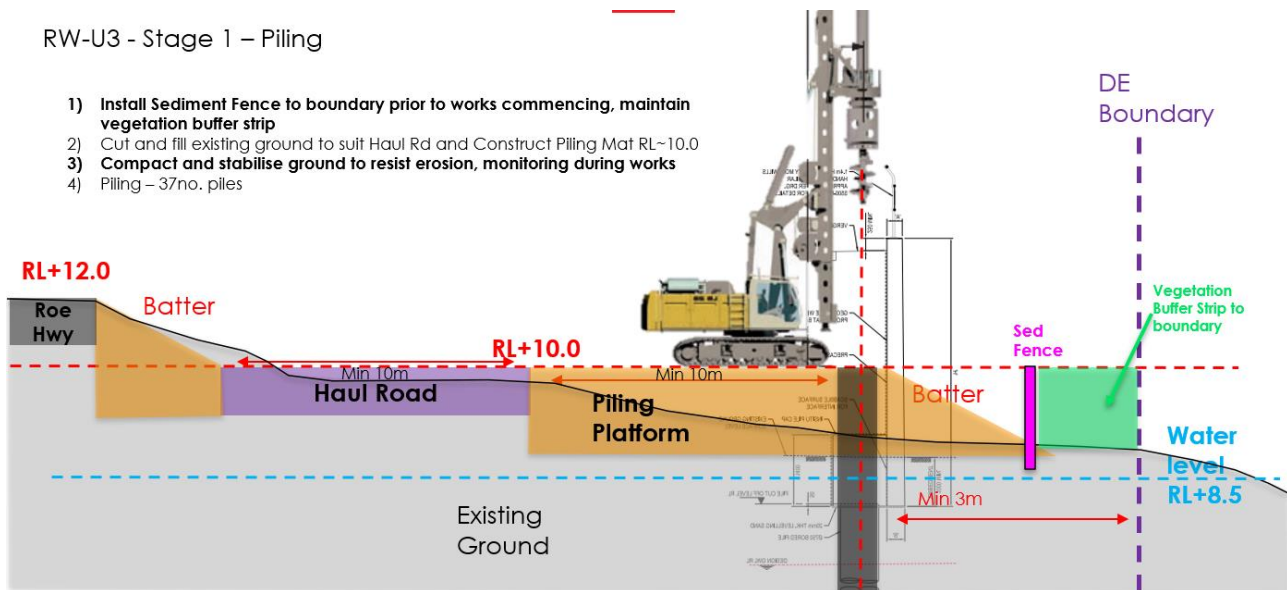 RW-U3 - Stage 1 – Piling
1) Install Sediment Fence to boundary prior to works commencing, maintain
vegetation buffer strip
2) Cut and fill existing ground to suit Haul Rd and Construct Piling Mat RL~10.0
3) Compact and stabilise ground to resist erosion, monitoring during works
4) Piling – 37no. piles
DE
Boundary
RL+12.0
Roe
Hwy
Batter
RL+10.0
Min 10m
Haul Road
Min 10m
Piling
Platform
Batter
Sed
Fence
Vegetation
Buffer Strip to
boundary
Water
level
RL+8.5
Min 3m
Existing
Ground